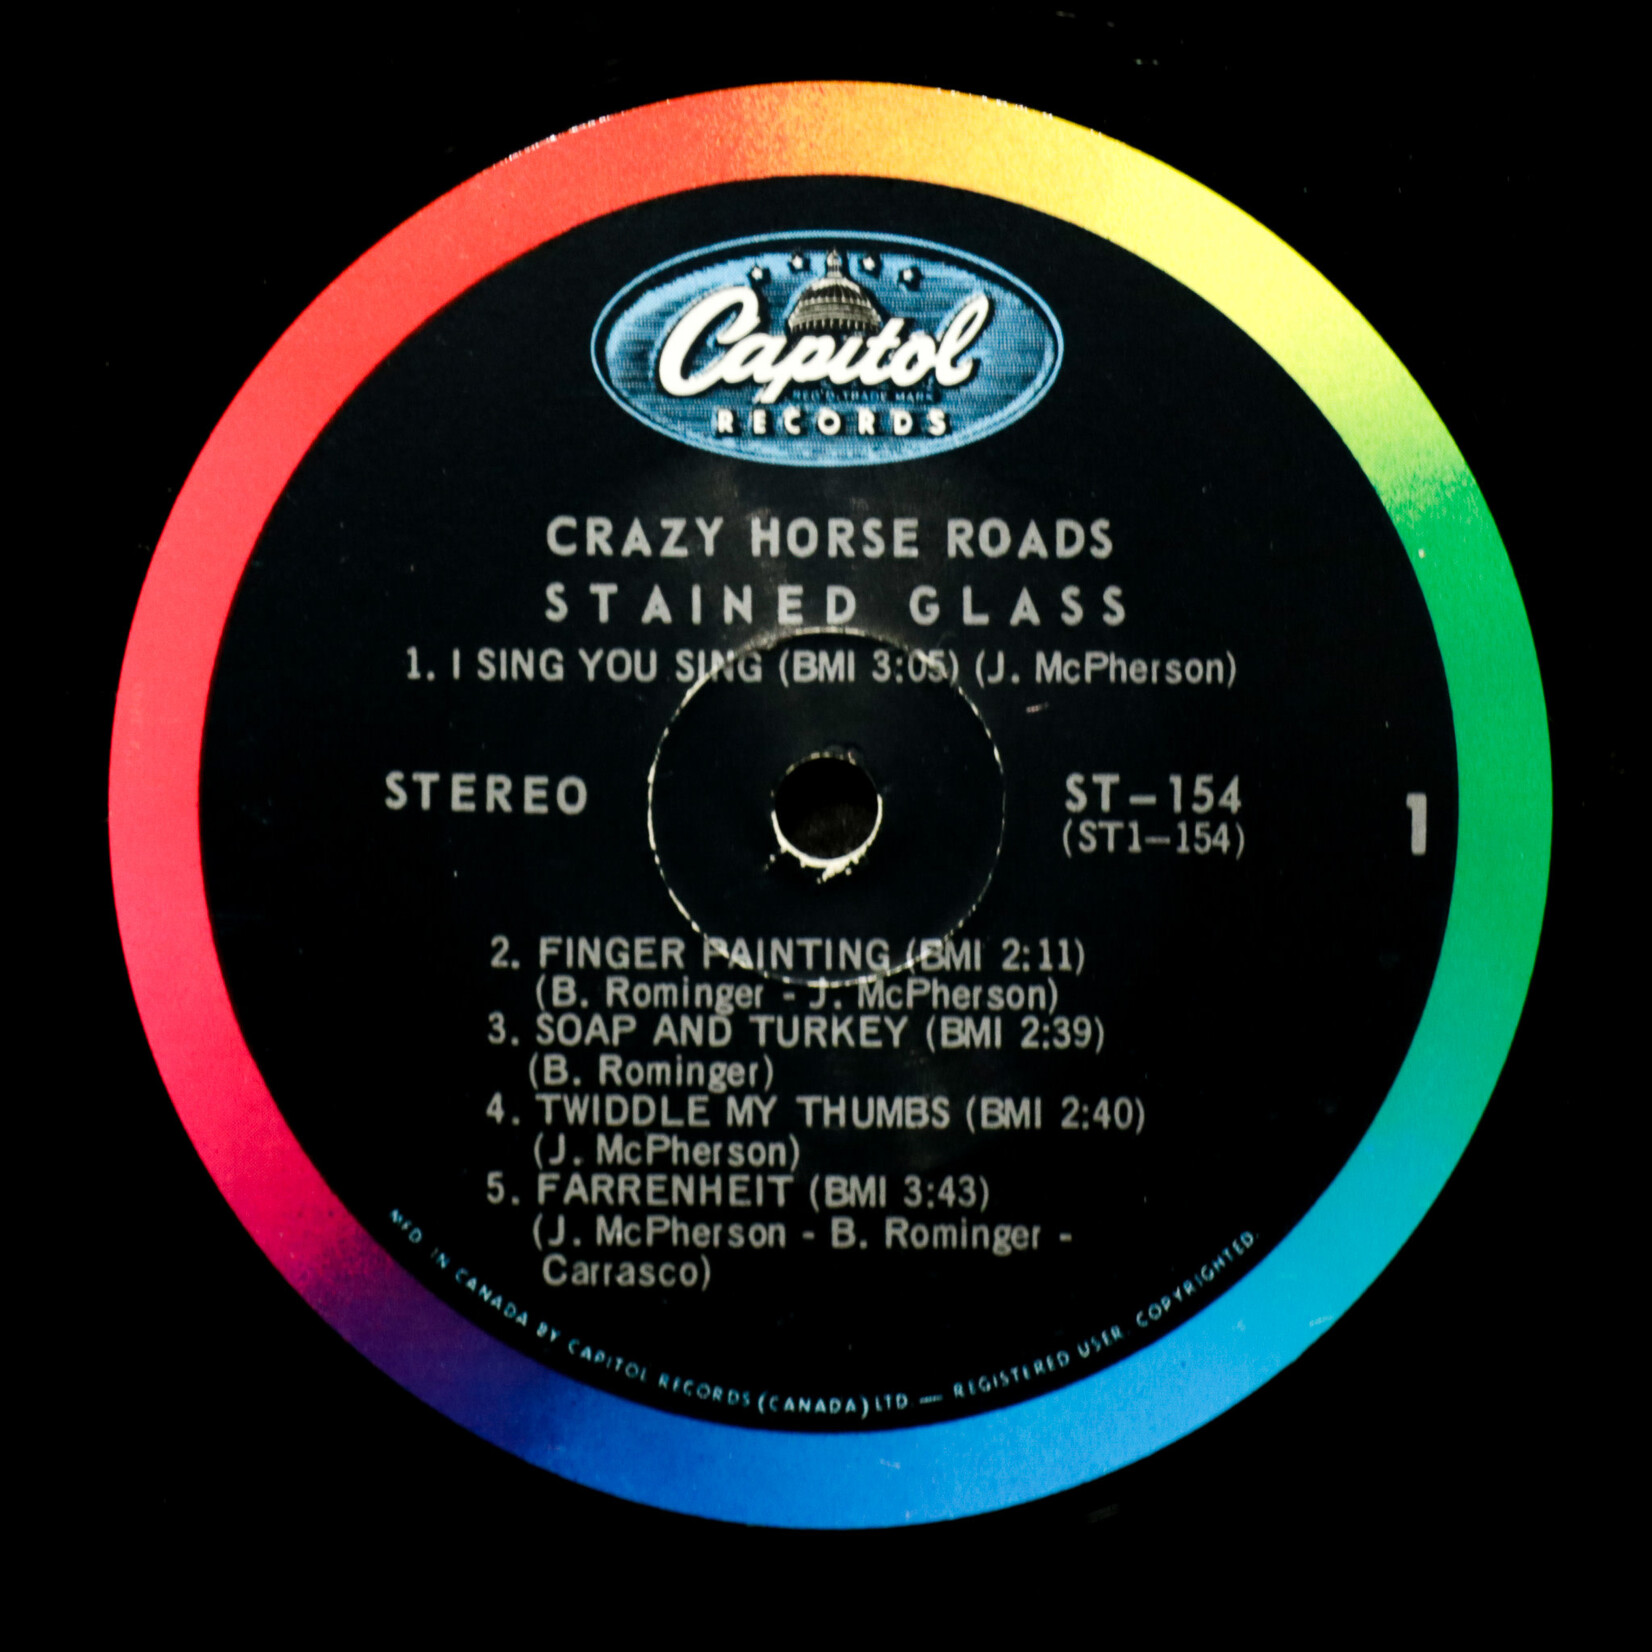 Capitol
REG. U.S. TRADE MARK
RECORDS
CRAZY HORSE ROADS
STAINED GLASS
1. I SING YOU SING (BMI 3:05) (J. McPherson)
STEREO
ST-154
(ST1-154)
1
2. FINGER PAINTING (BMI 2:11)
(B. Rominger - J. McPherson)
3. SOAP AND TURKEY (BMI 2:39)
(B. Rominger)
4. TWIDDLE MY THUMBS (BMI 2:40)
(J. McPherson)
5. FARRENHEIT (BMI 3:43)
(J. McPherson - B. Rominger -
Carrasco)
MFD. IN CANADA BY CAPITOL RECORDS (CANADA) LTD. — REGISTERED USER. COPYRIGHTED.